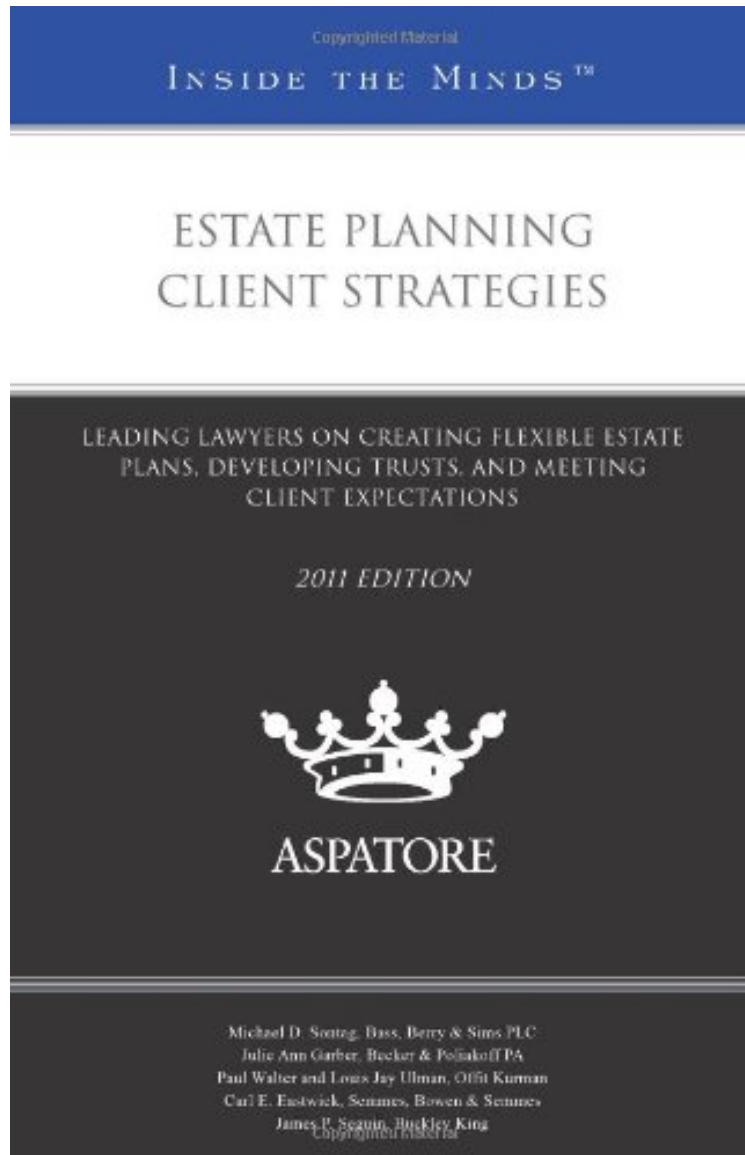 Copyrighted Material
INSIDE THE MINDS™
ESTATE PLANNING
CLIENT STRATEGIES
LEADING LAWYERS ON CREATING FLEXIBLE ESTATE
PLANS, DEVELOPING TRUSTS, AND MEETING
CLIENT EXPECTATIONS
2011 EDITION
ASPATORE
Michael D. Sontag, Bass, Berry & Sims PLC
Julie Ann Garber, Becker & Poliakoff PA
Paul Walter and Louis Jay Ulman, Offit Kurman
Carl E. Eastwick, Semmes, Bowen & Semmes
James P. Seguin, Buckley King
Copyrighted Material